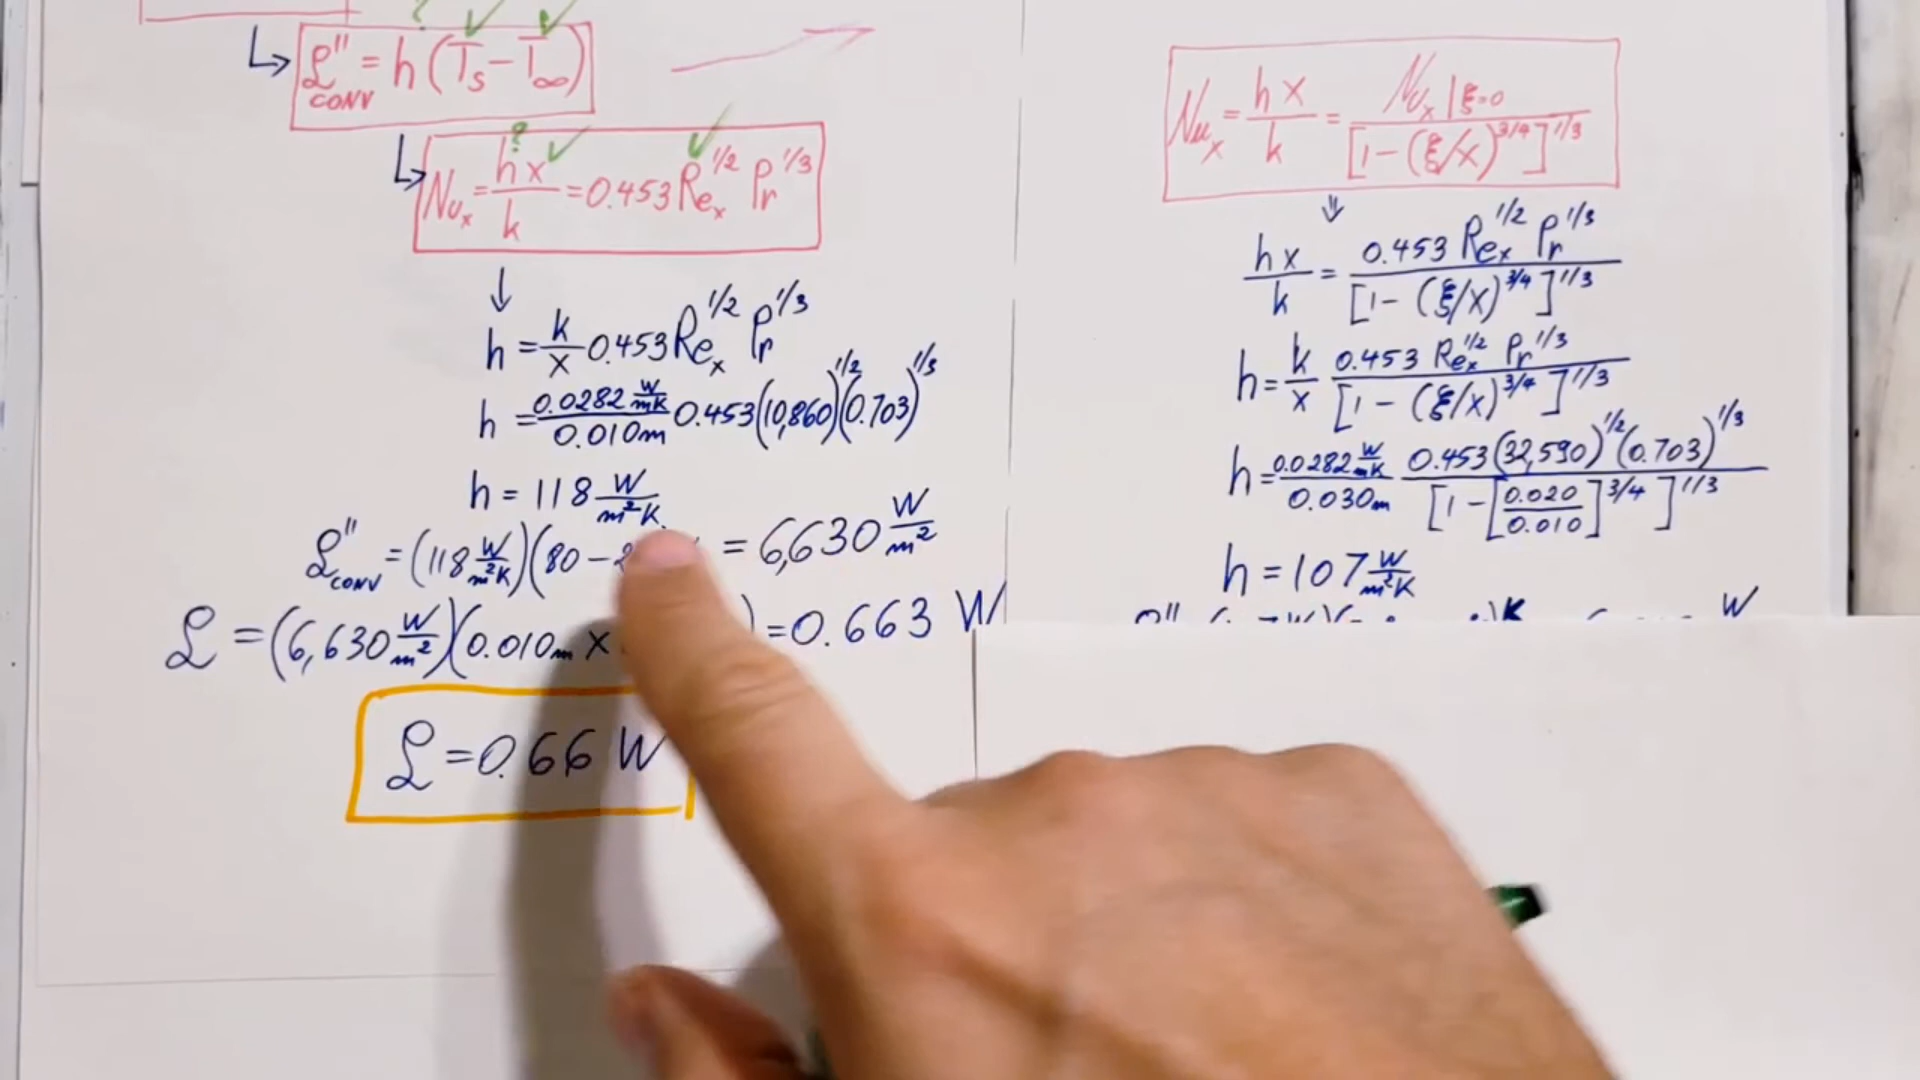 q''conv = h (Ts - T∞)
?
Nux = hx/k = 0.453 Rex^1/2 Pr^1/3
?
h = k/x 0.453 Rex^1/2 Pr^1/3
h = 0.0282 W/mK / 0.010m 0.453 (10,860)^1/2 (0.703)^1/3
h = 118 W/m²K
q''conv = (118 W/m²K)(80 - = 6,630 W/m²
q = (6,630 W/m²)(0.010m × ) = 0.663 W
q = 0.66 W
Nux = hx/k = Nux|ξ=0 / [1 - (ξ/x)^3/4]^1/3
hx/k = 0.453 Rex^1/2 Pr^1/3 / [1 - (ξ/x)^3/4]^1/3
h = k/x 0.453 Rex^1/2 Pr^1/3 / [1 - (ξ/x)^3/4]^1/3
h = 0.0282 W/mK / 0.030m 0.453 (32,590)^1/2 (0.703)^1/3 / [1 - [0.020/0.010]^3/4]^1/3
h = 107 W/m²K